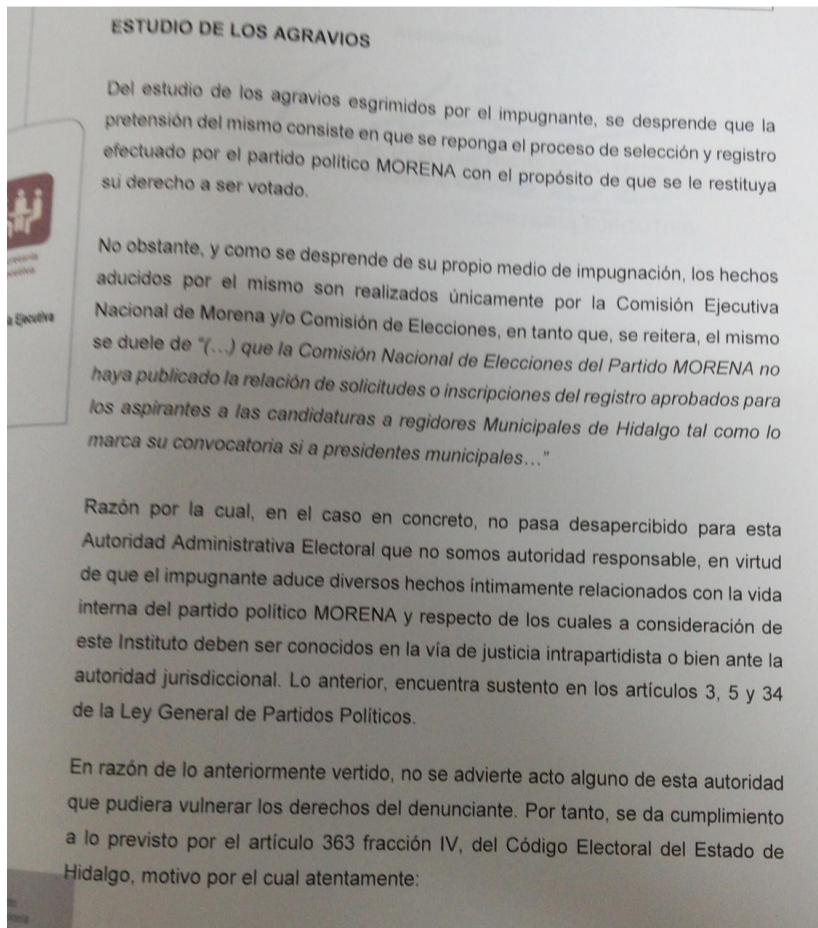 ESTUDIO DE LOS AGRAVIOS
Del estudio de los agravios esgrimidos por el impugnante, se desprende que la
pretensión del mismo consiste en que se reponga el proceso de selección y registro
efectuado por el partido político MORENA con el propósito de que se le restituya
su derecho a ser votado.
No obstante, y como se desprende de su propio medio de impugnación, los hechos
aducidos por el mismo son realizados únicamente por la Comisión Ejecutiva
Nacional de Morena y/o Comisión de Elecciones, en tanto que, se reitera, el mismo
se duele de "(...) que la Comisión Nacional de Elecciones del Partido MORENA no
haya publicado la relación de solicitudes o inscripciones del registro aprobados para
los aspirantes a las candidaturas a regidores Municipales de Hidalgo tal como lo
marca su convocatoria si a presidentes municipales..."
Razón por la cual, en el caso en concreto, no pasa desapercibido para esta
Autoridad Administrativa Electoral que no somos autoridad responsable, en virtud
de que el impugnante aduce diversos hechos íntimamente relacionados con la vida
interna del partido político MORENA y respecto de los cuales a consideración de
este Instituto deben ser conocidos en la vía de justicia intrapartidista o bien ante la
autoridad jurisdiccional. Lo anterior, encuentra sustento en los artículos 3, 5 y 34
de la Ley General de Partidos Políticos.
En razón de lo anteriormente vertido, no se advierte acto alguno de esta autoridad
que pudiera vulnerar los derechos del denunciante. Por tanto, se da cumplimiento
a lo previsto por el artículo 363 fracción IV, del Código Electoral del Estado de
Hidalgo, motivo por el cual atentamente:
a Ejecutiva